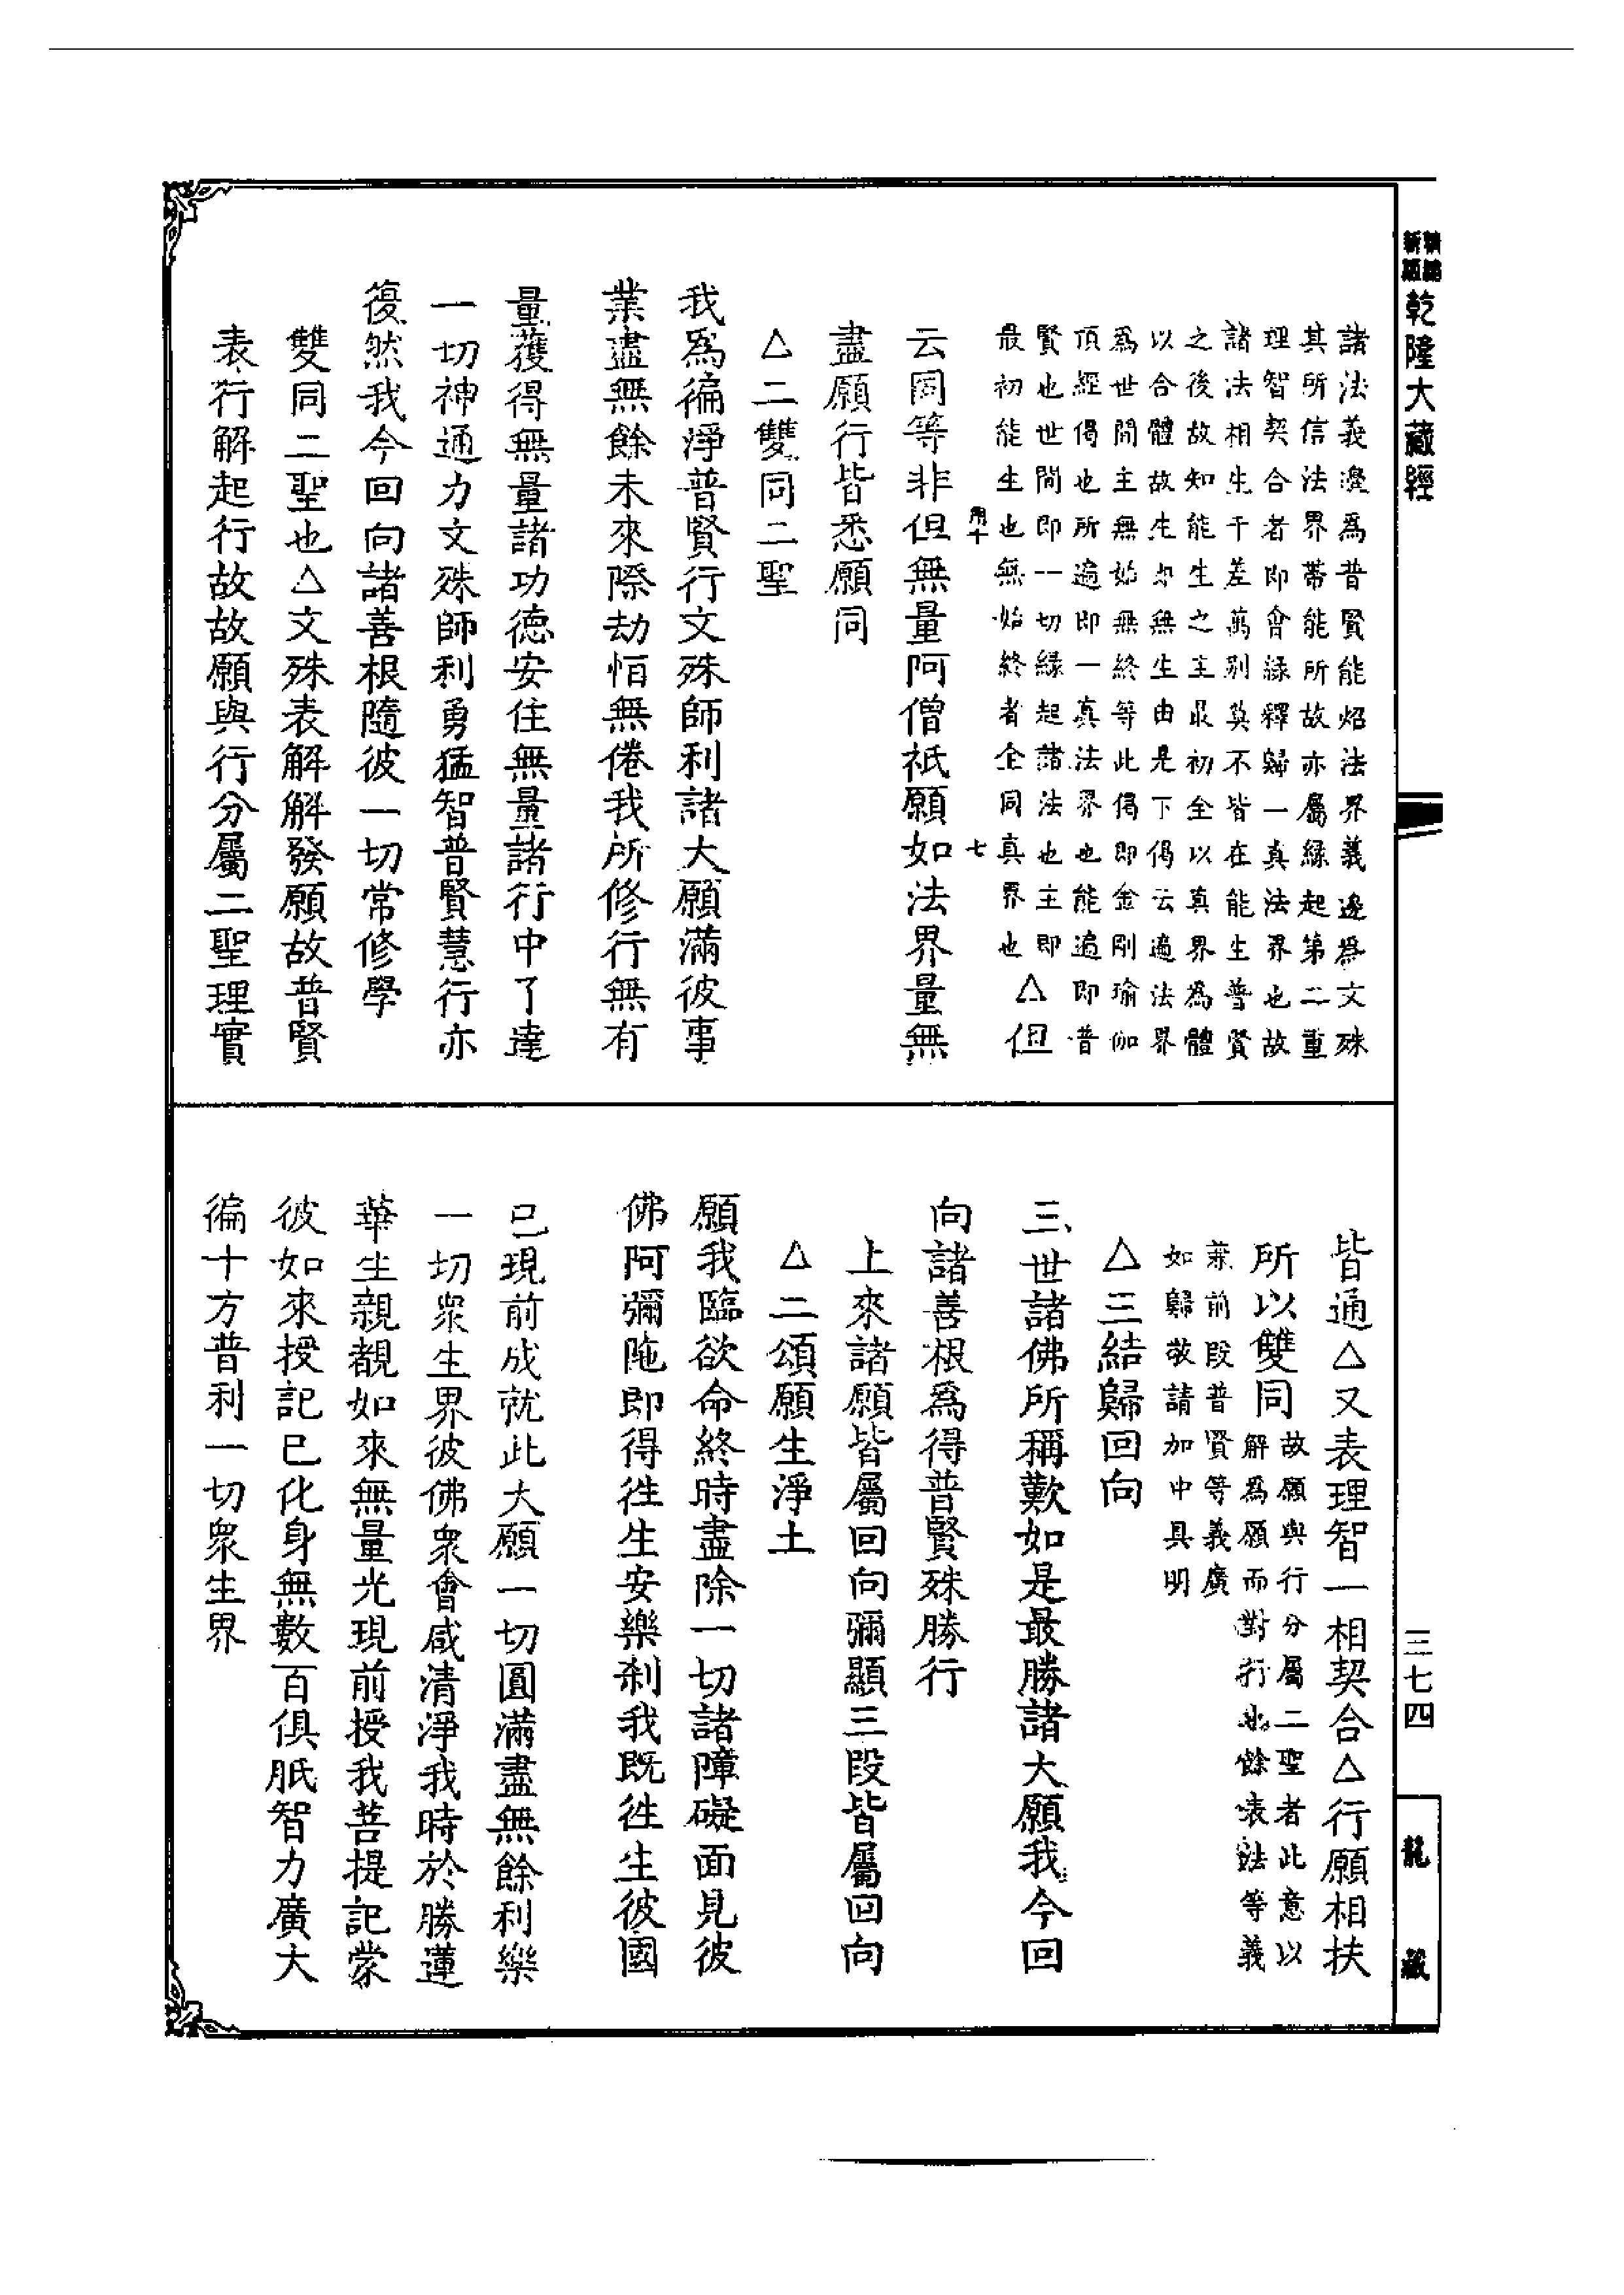 新編
新版
乾隆大藏經
諸法義邊為普賢能炤法界義邊為文殊
其所信法界帶能所故亦屬緣起第二重
理智契合者即會緣歸一真法界也故
諸法相生千差萬別莫不皆在能生普賢
之後故知能生之主最初全以真界為體
以合體故生即無生由是下偈云遍法界
為世間主無始無終等此偈即金剛瑜伽
頂經偈也所遍即一真法界也能遍即普
賢也世間即一切緣起諸法也主即
最初能生也無始終者全同真界也△但
用十 七
云因等非但無量阿僧祇願如法界量無
盡願行皆悉願同
△二雙同二聖
我為徧淨普賢行文殊師利諸大願滿彼事
業盡無餘未來際劫恒無倦我所修行無有
量獲得無量諸功德安住無量諸行中了達
一切神通力文殊師利勇猛智普賢慧行亦
復然我今回向諸善根隨彼一切常修學
雙同二聖也△文殊表解解發願故普賢
表行解起行故故願與行分屬二聖理實
皆通△又表理智一相契合△行願相扶
所以雙同故願與行分屬二聖者此意以
解為願而對行也餘表法等義
兼前段普賢等義廣
如歸敬請加中具明
△三結歸回向
三世諸佛所稱歎如是最勝諸大願我今回
向諸善根為得普賢殊勝行
上來諸願皆屬回向彌顯三段皆屬回向
△二頌願生淨土
願我臨欲命終時盡除一切諸障礙面見彼
佛阿彌陁即得徃生安樂剎我既徃生彼國
已現前成就此大願一切圓滿盡無餘利樂
一切眾生界彼佛眾會咸清淨我時於勝蓮
華生親覩如來無量光現前授我菩提記蒙
彼如來授記已化身無數百俱胝智力廣大
徧十方普利一切眾生界
三七四
龍藏